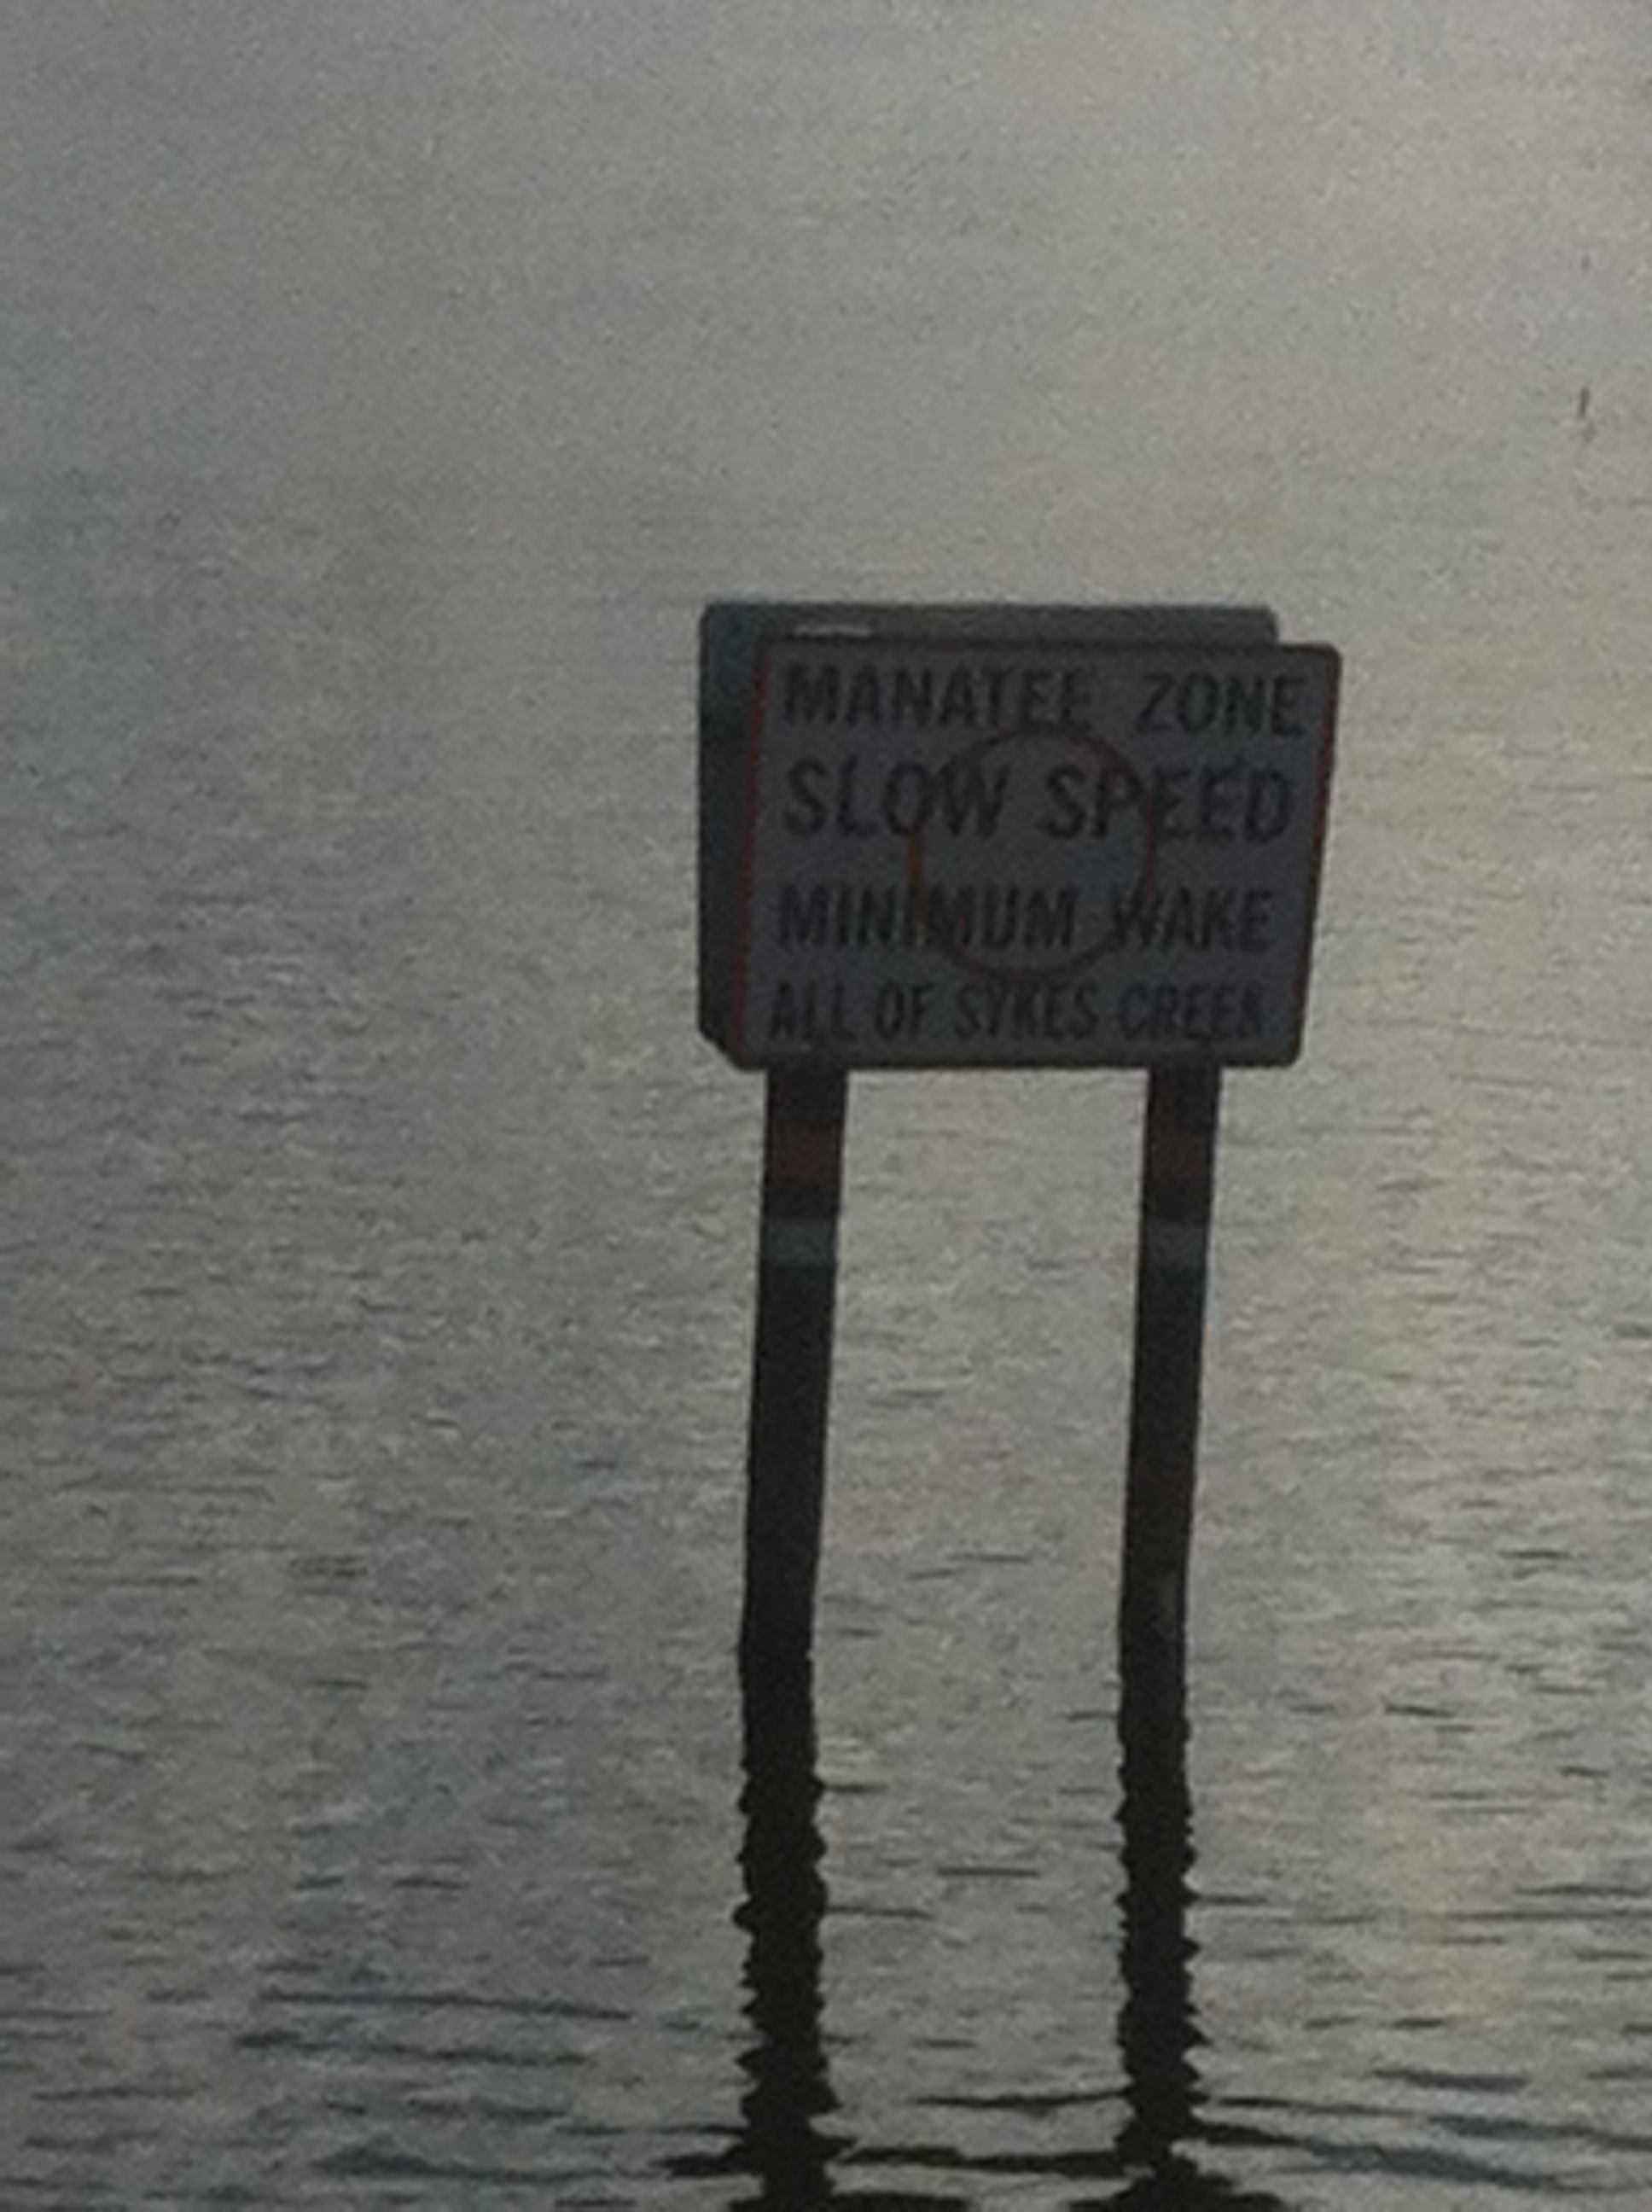 MANATEE ZONE
SLOW SPEED
MINIMUM WAKE
ALL OF SYKES CREEK